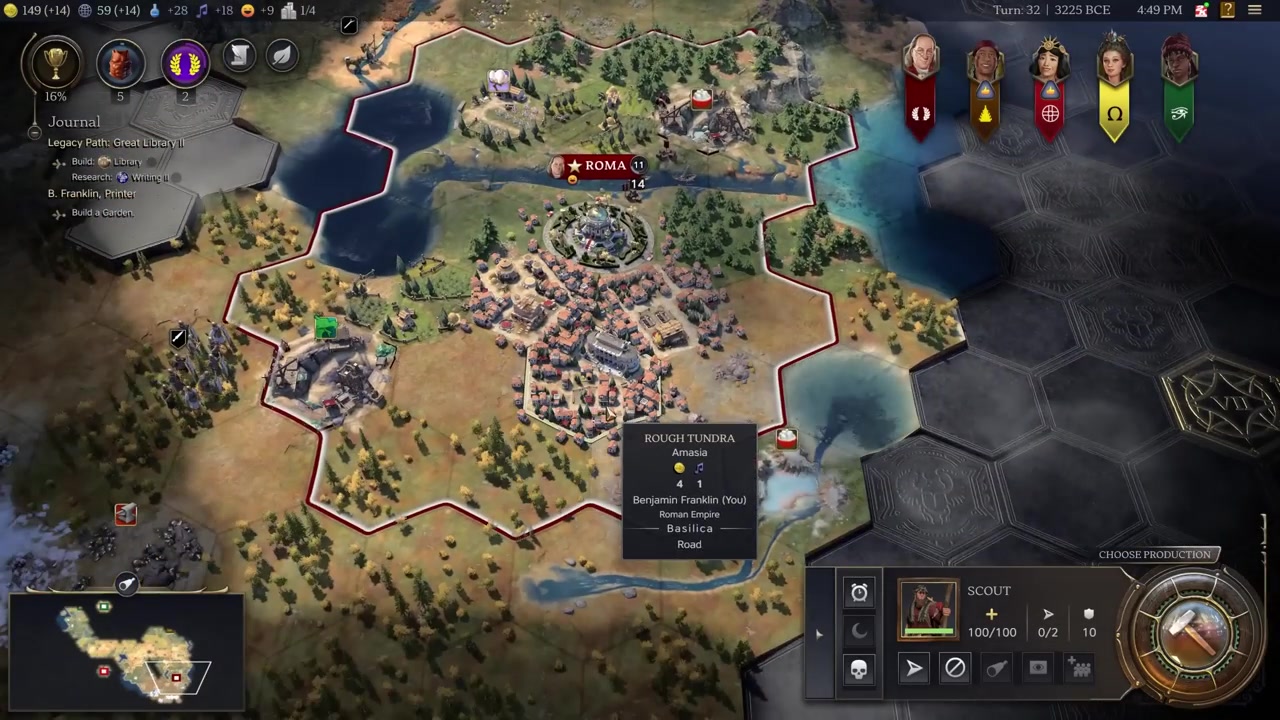 149 (+14) 59 (+14) +28 +18 +9 1/4
Turn: 32 | 3225 BCE 4:49 PM ?
16% 5 2
Journal
Legacy Path: Great Library II
Build: Library
Research: Writing II
B. Franklin, Printer
Build a Garden.
ROMA 11
14
Ω
VII
ROUGH TUNDRA
Amasia
4 1
Benjamin Franklin (You)
Roman Empire
Basilica
Road
CHOOSE PRODUCTION
SCOUT
100/100 0/2 10